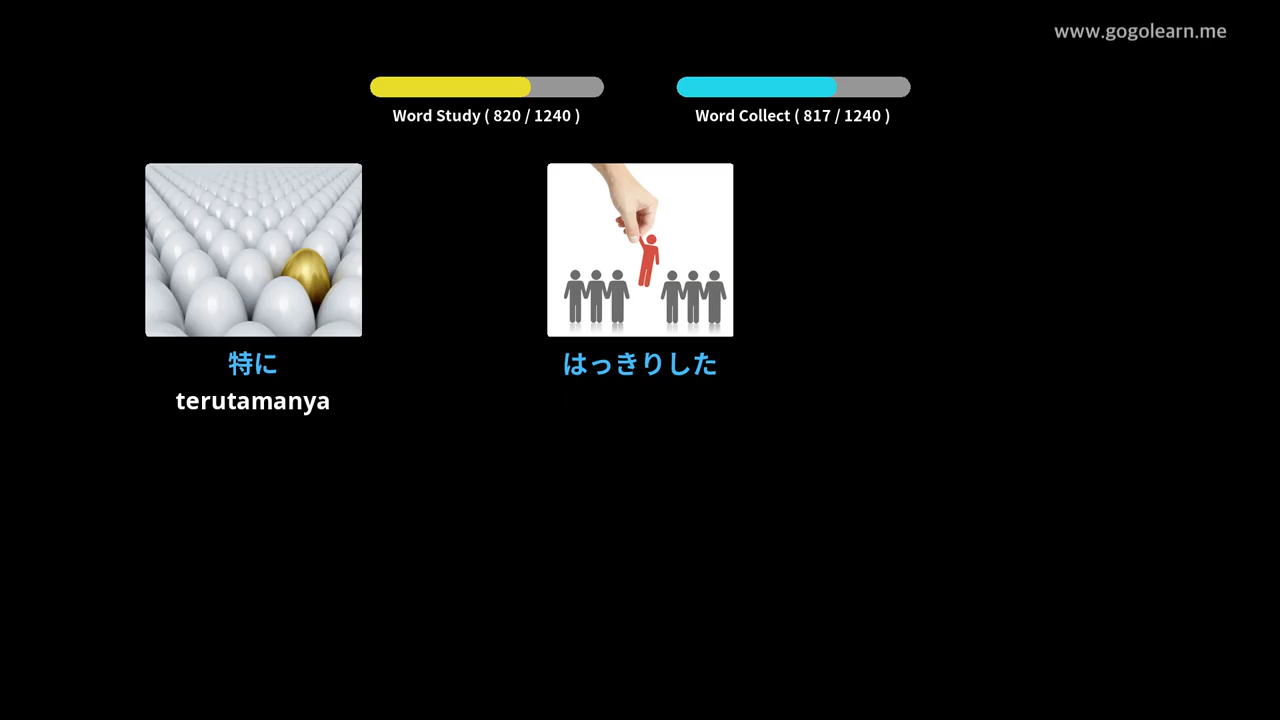 www.gogolearn.me
Word Study ( 820 / 1240 )
Word Collect ( 817 / 1240 )
特に
terutamanya
はっきりした